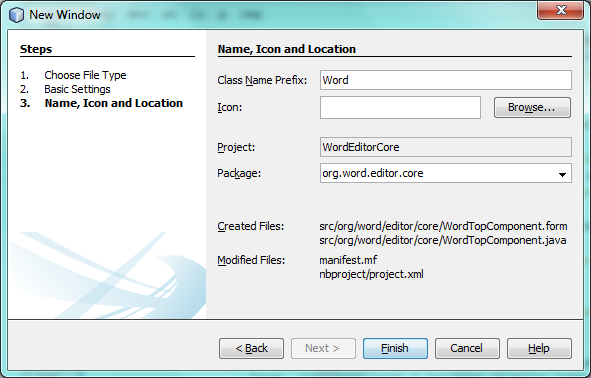 New Window
Steps
1. Choose File Type
2. Basic Settings
3. Name, Icon and Location
Name, Icon and Location
Class Name Prefix: Word
Icon: Browse...
Project: WordEditorCore
Package: org.word.editor.core
Created Files: src/org/word/editor/core/WordTopComponent.form
src/org/word/editor/core/WordTopComponent.java
Modified Files: manifest.mf
nbproject/project.xml
< Back Next > Finish Cancel Help